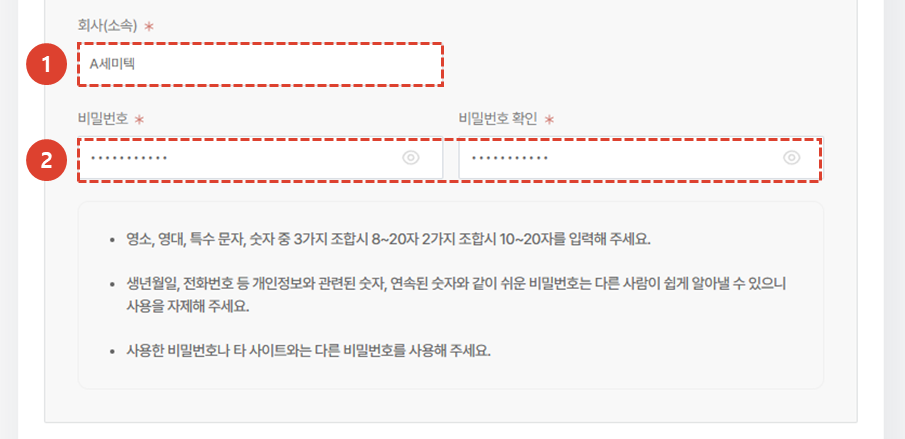 회사(소속) *
1
A세미텍
비밀번호 *
비밀번호 확인 *
2
•••••••••••
•••••••••••
• 영소, 영대, 특수 문자, 숫자 중 3가지 조합시 8~20자 2가지 조합시 10~20자를 입력해 주세요.
• 생년월일, 전화번호 등 개인정보와 관련된 숫자, 연속된 숫자와 같이 쉬운 비밀번호는 다른 사람이 쉽게 알아낼 수 있으니
사용을 자제해 주세요.
• 사용한 비밀번호나 타 사이트와는 다른 비밀번호를 사용해 주세요.